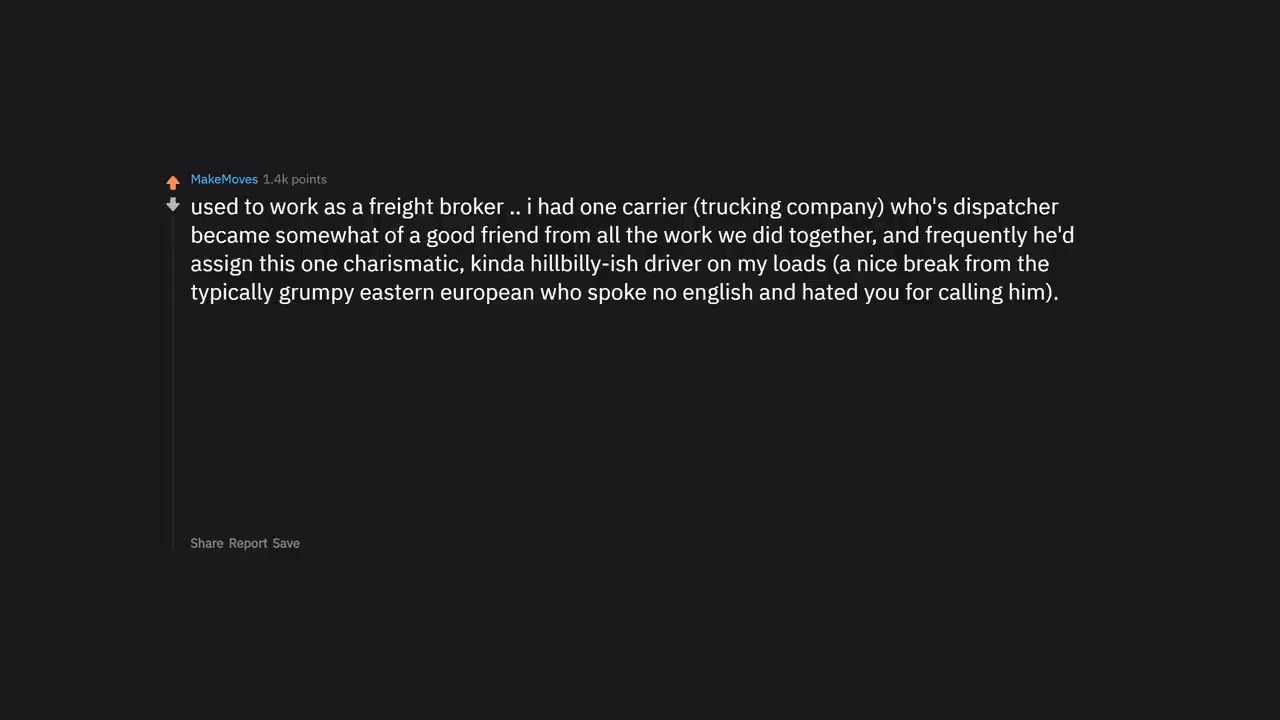 MakeMoves 1.4k points
used to work as a freight broker .. i had one carrier (trucking company) who's dispatcher
became somewhat of a good friend from all the work we did together, and frequently he'd
assign this one charismatic, kinda hillbilly-ish driver on my loads (a nice break from the
typically grumpy eastern european who spoke no english and hated you for calling him).
Share Report Save